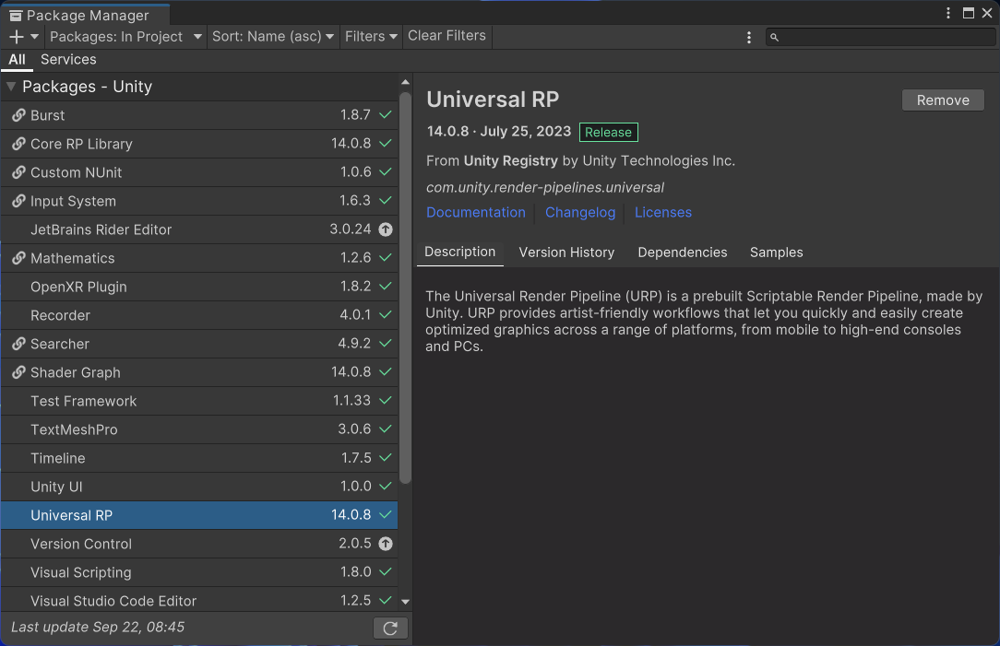 Package Manager
Packages: In Project Sort: Name (asc) Filters Clear Filters
All Services
Packages - Unity
Burst 1.8.7
Core RP Library 14.0.8
Custom NUnit 1.0.6
Input System 1.6.3
JetBrains Rider Editor 3.0.24
Mathematics 1.2.6
OpenXR Plugin 1.8.2
Recorder 4.0.1
Searcher 4.9.2
Shader Graph 14.0.8
Test Framework 1.1.33
TextMeshPro 3.0.6
Timeline 1.7.5
Unity UI 1.0.0
Universal RP 14.0.8
Version Control 2.0.5
Visual Scripting 1.8.0
Visual Studio Code Editor 1.2.5
Last update Sep 22, 08:45
Universal RP
Remove
14.0.8 · July 25, 2023 Release
From Unity Registry by Unity Technologies Inc.
com.unity.render-pipelines.universal
Documentation Changelog Licenses
Description Version History Dependencies Samples
The Universal Render Pipeline (URP) is a prebuilt Scriptable Render Pipeline, made by
Unity. URP provides artist-friendly workflows that let you quickly and easily create
optimized graphics across a range of platforms, from mobile to high-end consoles
and PCs.